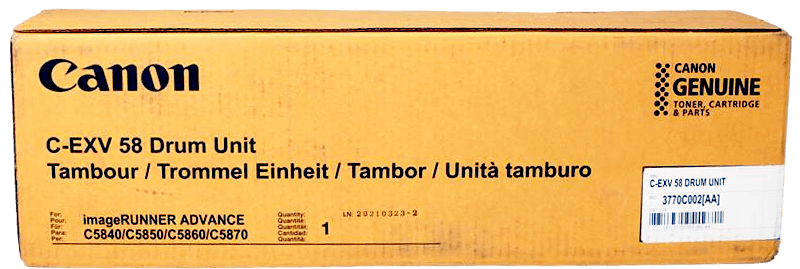 Canon
CANON
GENUINE
TONER, CARTRIDGE
& PARTS
C-EXV 58 Drum Unit
Tambour / Trommel Einheit / Tambor / Unità tamburo
C-EXV 58 DRUM UNIT
3770C002[AA]
For:
Pour:
Für:
Para:
Per:
imageRUNNER ADVANCE
C5840/C5850/C5860/C5870
Quantity:
Quantité:
Quantität:
Cantidad:
Quantità:
1
LN: 20210323-2